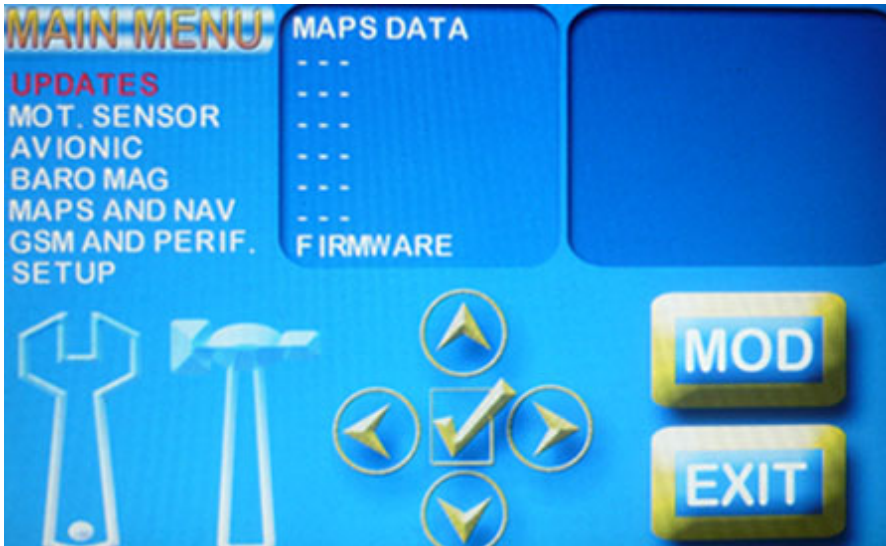 MAIN MENU
UPDATES
MOT. SENSOR
AVIONIC
BARO MAG
MAPS AND NAV
GSM AND PERIF.
SETUP
MAPS DATA
- - -
- - -
- - -
- - -
- - -
- - -
FIRMWARE
MOD
EXIT